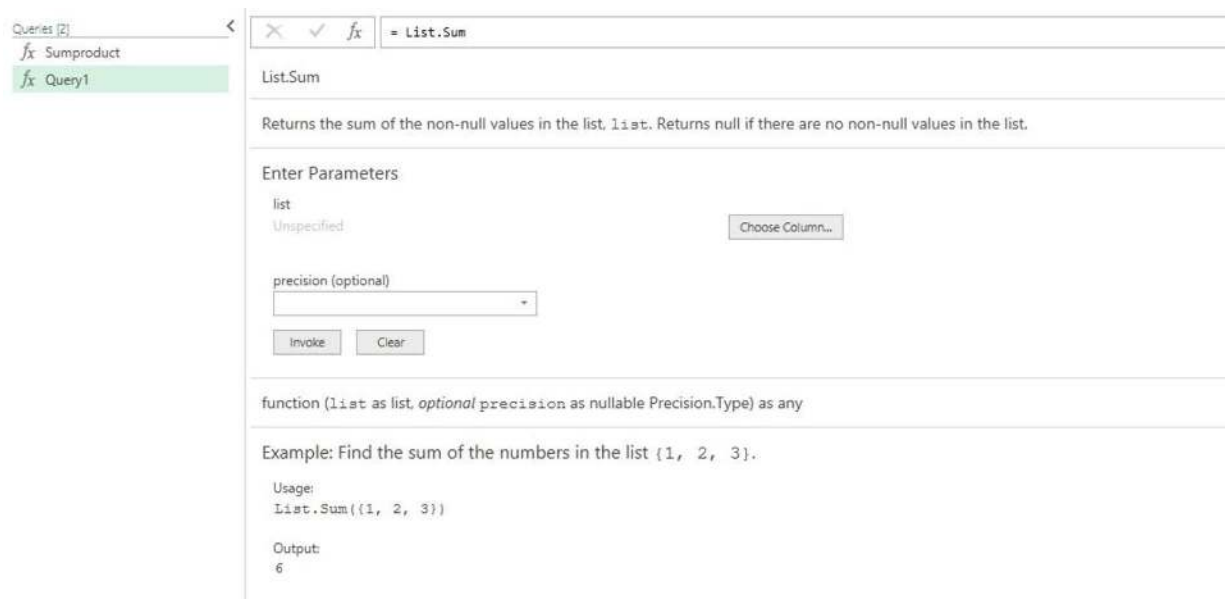 Queries [2]
fx Sumproduct
fx Query1
fx = List.Sum
List.Sum
Returns the sum of the non-null values in the list, list. Returns null if there are no non-null values in the list.
Enter Parameters
list
Unspecified
Choose Column...
precision (optional)
Invoke Clear
function (list as list, optional precision as nullable Precision.Type) as any
Example: Find the sum of the numbers in the list {1, 2, 3}.
Usage:
List.Sum({1, 2, 3})
Output:
6